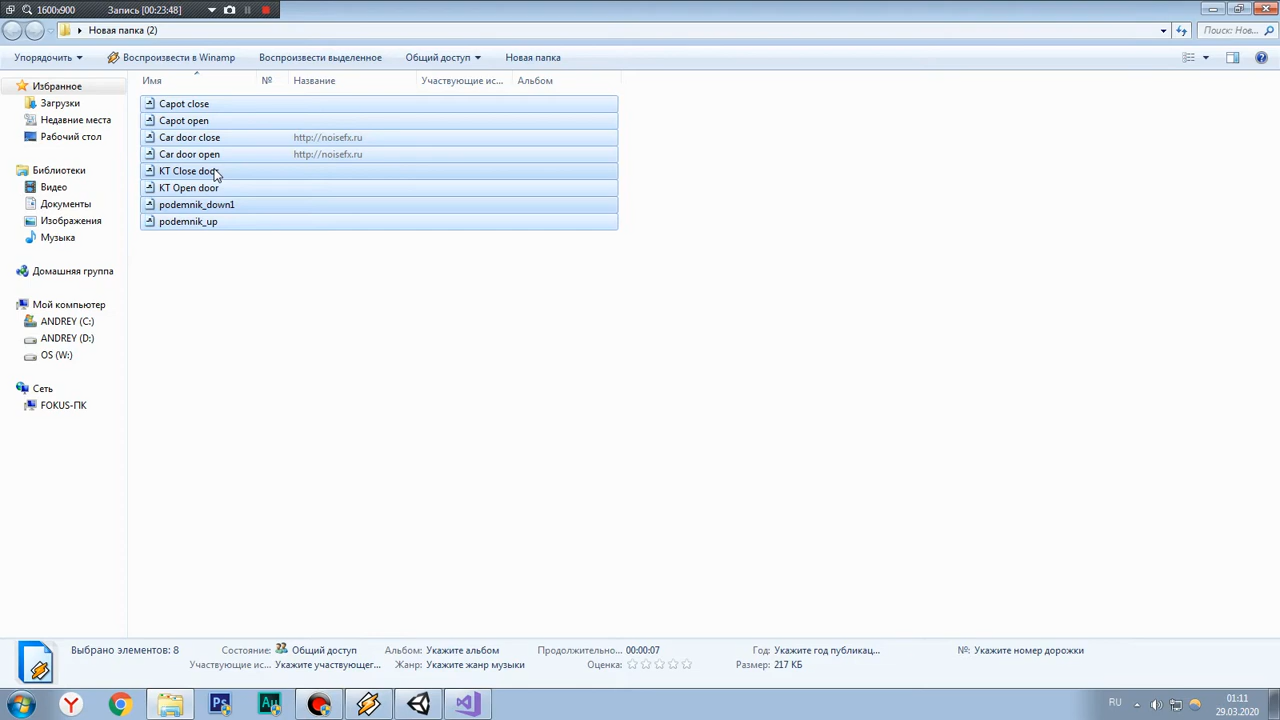 1600x900 Запись [00:23:48]
Новая папка (2)
Поиск: Нов...
Упорядочить Воспроизвести в Winamp Воспроизвести выделенное Общий доступ Новая папка
Имя № Название Участвующие ис... Альбом
Избранное
Загрузки
Недавние места
Рабочий стол
Библиотеки
Видео
Документы
Изображения
Музыка
Домашняя группа
Мой компьютер
ANDREY (C:)
ANDREY (D:)
OS (W:)
Сеть
FOKUS-ПК
Capot close
Capot open
Car door close http://noisefx.ru
Car door open http://noisefx.ru
KT Close door
KT Open door
podemnik_down1
podemnik_up
Выбрано элементов: 8 Состояние: Общий доступ Альбом: Укажите альбом Продолжительно... 00:00:07 Год: Укажите год публикац... №: Укажите номер дорожки
Участвующие ис... Укажите участвующег... Жанр: Укажите жанр музыки Оценка: Размер: 217 КБ
Ps Au RU 01:11
29.03.2020